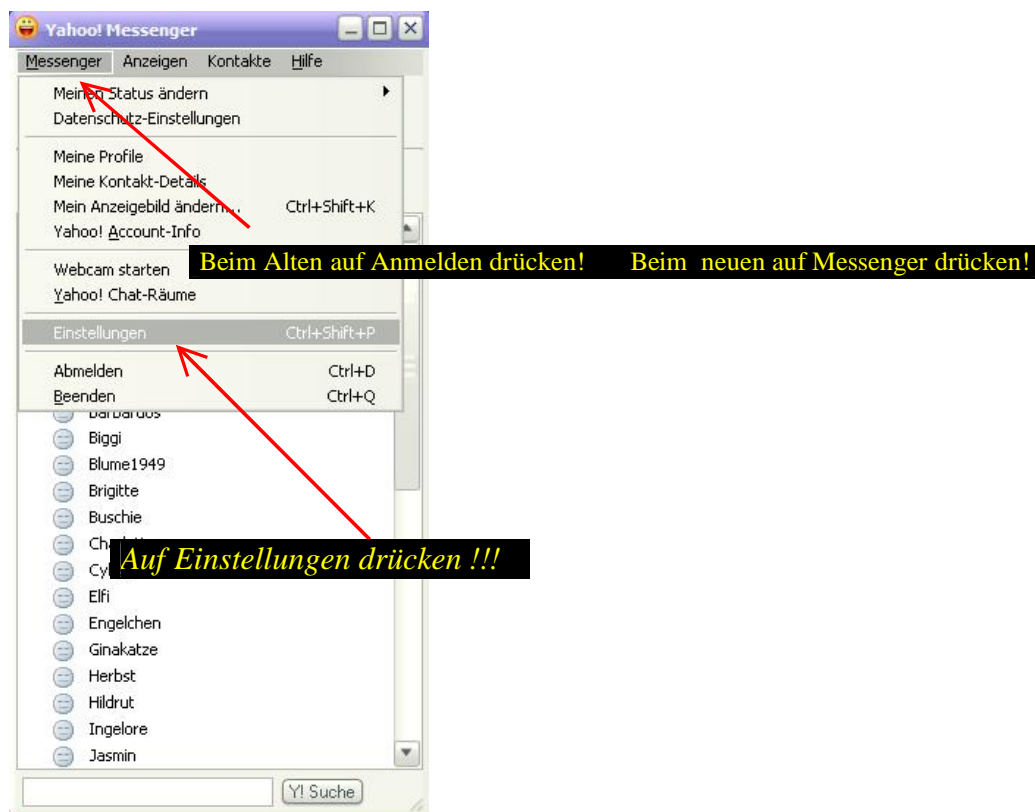 Yahoo! Messenger
Messenger Anzeigen Kontakte Hilfe
Meinen Status ändern
Datenschutz-Einstellungen
Meine Profile
Meine Kontakt-Details
Mein Anzeigebild ändern... Ctrl+Shift+K
Yahoo! Account-Info
Beim Alten auf Anmelden drücken! Beim neuen auf Messenger drücken!
Webcam starten
Yahoo! Chat-Räume
Einstellungen Ctrl+Shift+P
Abmelden Ctrl+D
Beenden Ctrl+Q
Biggi
Blume1949
Brigitte
Buschie
Auf Einstellungen drücken !!!
Elfi
Engelchen
Ginakatze
Herbst
Hildrut
Ingelore
Jasmin
Y! Suche